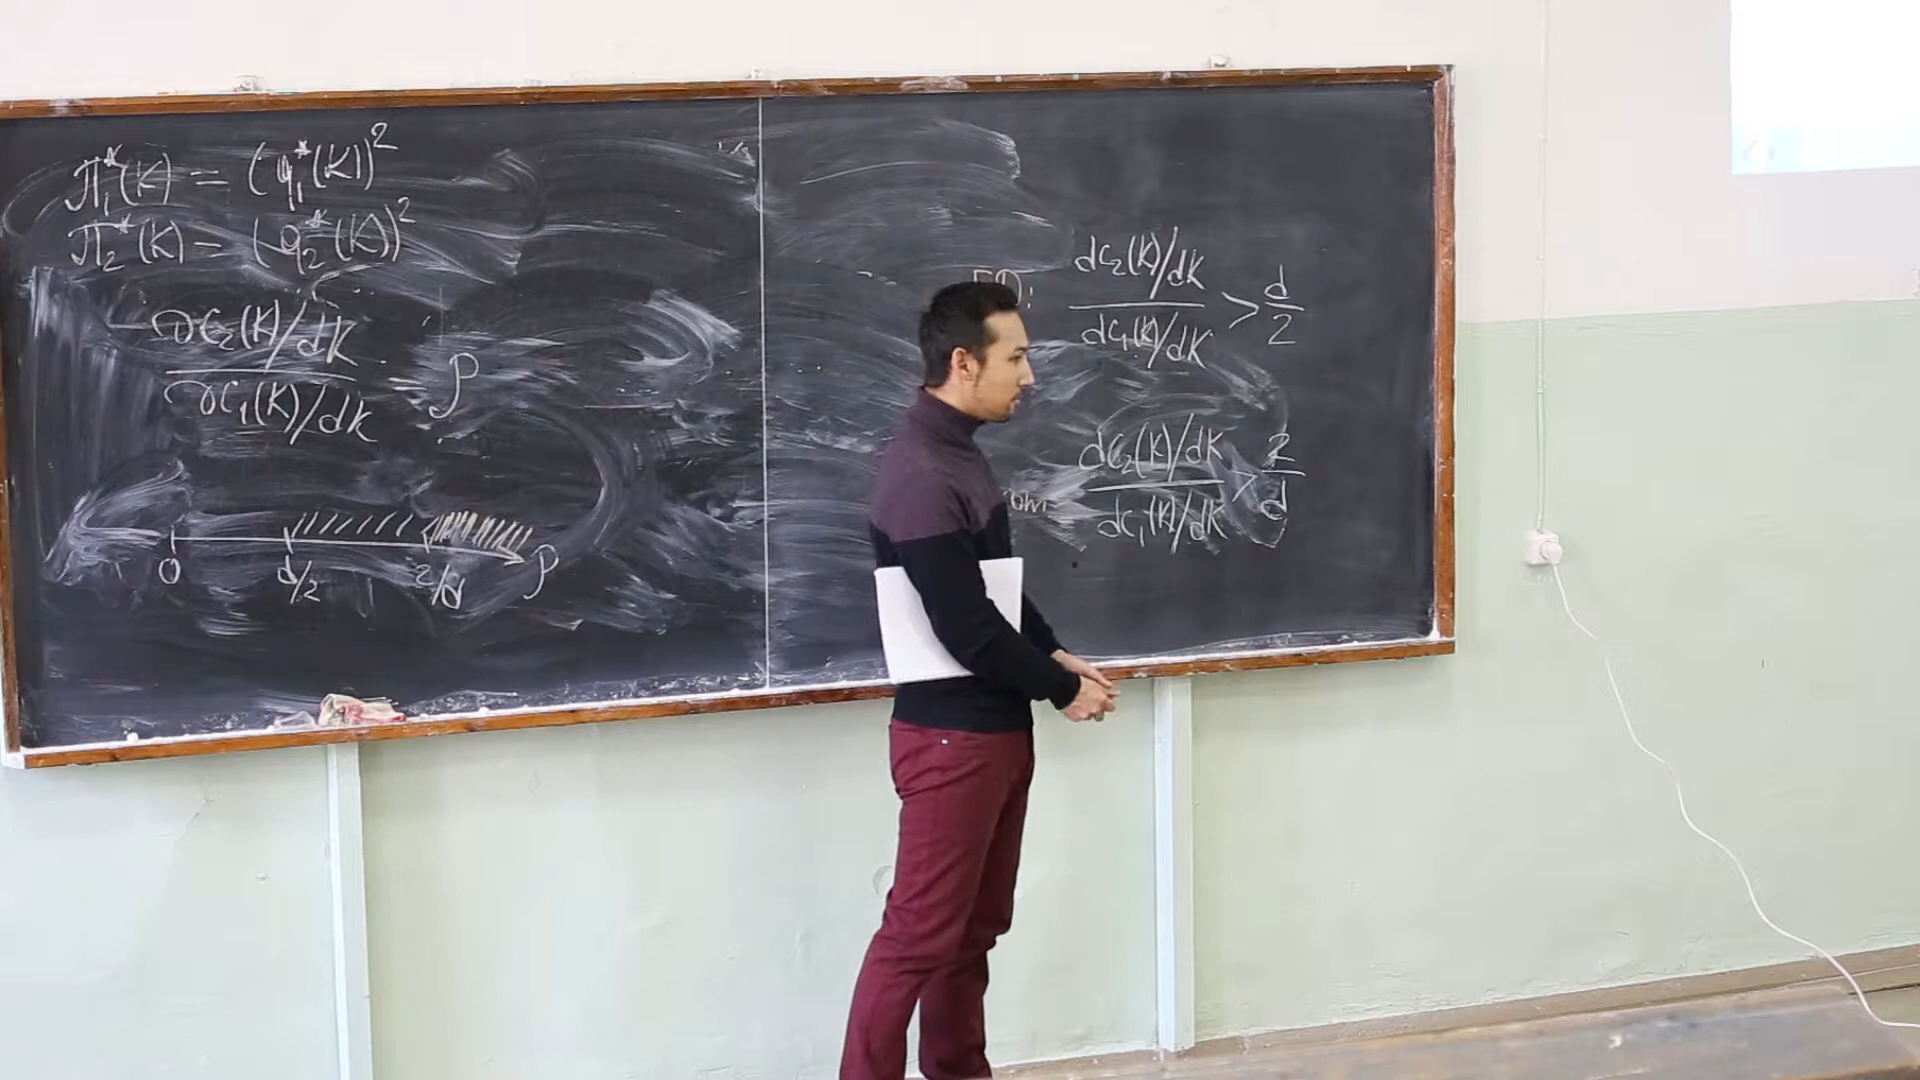 π₁*(K) = (q₁*(K))²
π₂*(K) = (q₂*(K))²
∂c₂(K)/dK
∂c₁(K)/dK
= ρ
0 d/2 2/d ρ
dc₂(K)/dK
dc₁(K)/dK
> d/2
dc₂(K)/dK
dc₁(K)/dK
> 2/d